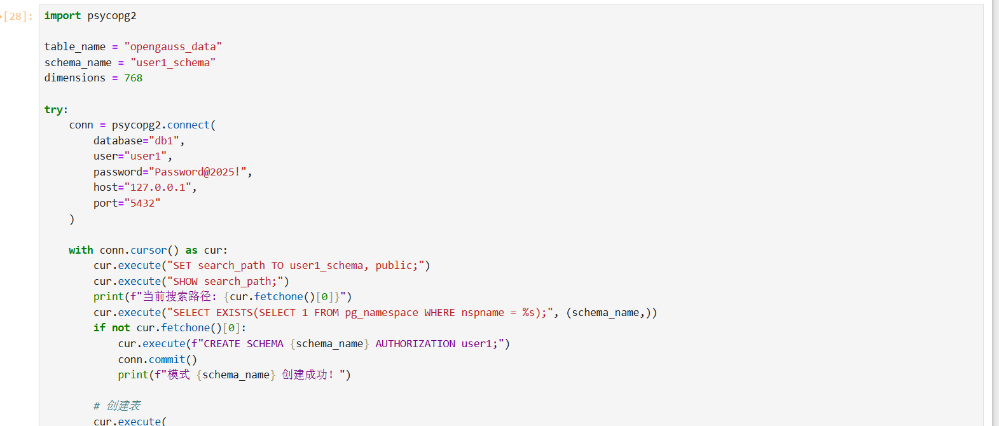 [28]:
import psycopg2
table_name = "opengauss_data"
schema_name = "user1_schema"
dimensions = 768
try:
    conn = psycopg2.connect(
        database="db1",
        user="user1",
        password="Password@2025!",
        host="127.0.0.1",
        port="5432"
    )
    with conn.cursor() as cur:
        cur.execute("SET search_path TO user1_schema, public;")
        cur.execute("SHOW search_path;")
        print(f"当前搜索路径: {cur.fetchone()[0]}")
        cur.execute("SELECT EXISTS(SELECT 1 FROM pg_namespace WHERE nspname = %s);", (schema_name,))
        if not cur.fetchone()[0]:
            cur.execute(f"CREATE SCHEMA {schema_name} AUTHORIZATION user1;")
            conn.commit()
            print(f"模式 {schema_name} 创建成功! ")
        # 创建表
        cur.execute(